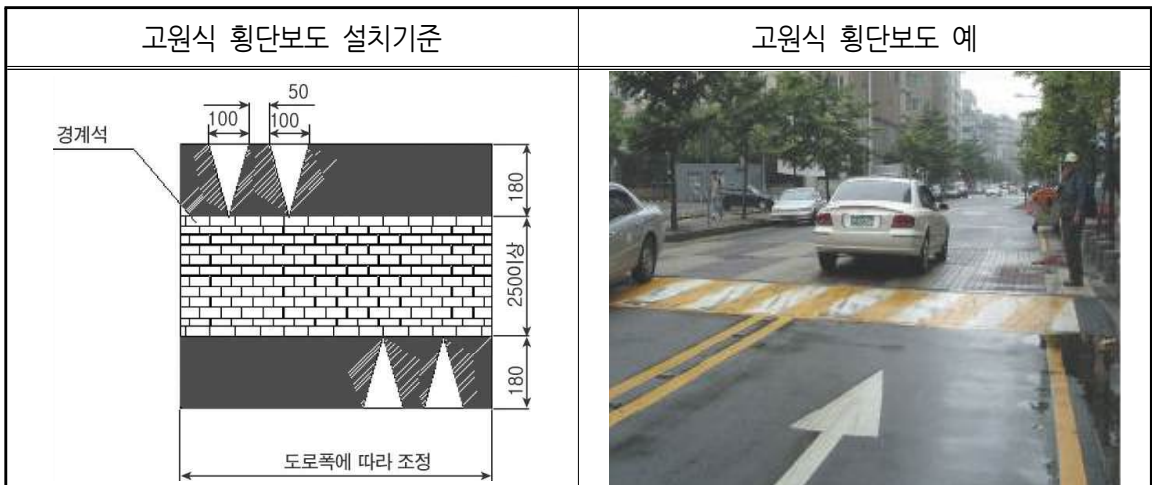 고원식 횡단보도 설치기준
고원식 횡단보도 예
50
100
100
경계석
180
250이상
180
도로폭에 따라 조정